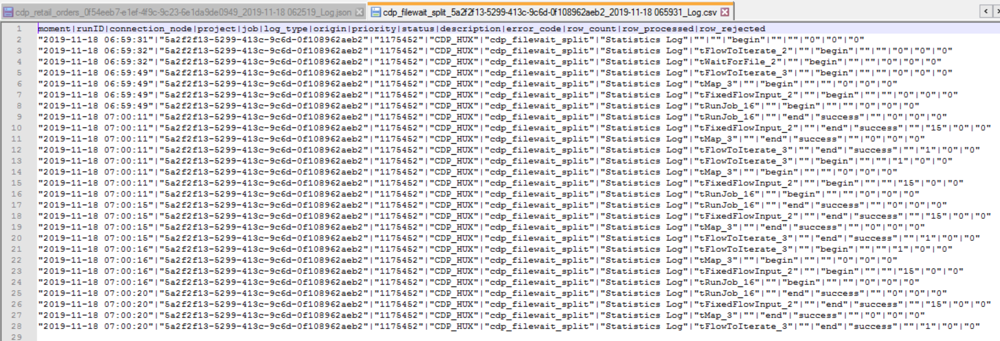 cdp_retail_orders_0f54eeb7-e1ef-4f9c-9c23-6e1da9de0949_2019-11-18 062519_Log.json cdp_filewait_split_5a2f2f13-5299-413c-9c6d-0f108962aeb2_2019-11-18 065931_Log.csv
1 moment|runID|connection_node|project|job|log_type|origin|priority|status|description|error_code|row_count|row_processed|row_rejected
2 "2019-11-18 06:59:31"|"5a2f2f13-5299-413c-9c6d-0f108962aeb2"|"1175452"|"CDP_HUX"|"cdp_filewait_split"|"Statistics Log"|""|""|"begin"|""|""|"0"|"0"|"0"
3 "2019-11-18 06:59:32"|"5a2f2f13-5299-413c-9c6d-0f108962aeb2"|"1175452"|"CDP_HUX"|"cdp_filewait_split"|"Statistics Log"|"tFlowToIterate_2"|""|"begin"|""|""|"0"|"0"|"0"
4 "2019-11-18 06:59:32"|"5a2f2f13-5299-413c-9c6d-0f108962aeb2"|"1175452"|"CDP_HUX"|"cdp_filewait_split"|"Statistics Log"|"tWaitForFile_2"|""|"begin"|""|""|"0"|"0"|"0"
5 "2019-11-18 06:59:49"|"5a2f2f13-5299-413c-9c6d-0f108962aeb2"|"1175452"|"CDP_HUX"|"cdp_filewait_split"|"Statistics Log"|"tFlowToIterate_3"|""|"begin"|""|""|"0"|"0"|"0"
6 "2019-11-18 06:59:49"|"5a2f2f13-5299-413c-9c6d-0f108962aeb2"|"1175452"|"CDP_HUX"|"cdp_filewait_split"|"Statistics Log"|"tMap_3"|""|"begin"|""|""|"0"|"0"|"0"
7 "2019-11-18 06:59:49"|"5a2f2f13-5299-413c-9c6d-0f108962aeb2"|"1175452"|"CDP_HUX"|"cdp_filewait_split"|"Statistics Log"|"tFixedFlowInput_2"|""|"begin"|""|""|"0"|"0"|"0"
8 "2019-11-18 06:59:49"|"5a2f2f13-5299-413c-9c6d-0f108962aeb2"|"1175452"|"CDP_HUX"|"cdp_filewait_split"|"Statistics Log"|"tRunJob_16"|""|"begin"|""|""|"0"|"0"|"0"
9 "2019-11-18 07:00:11"|"5a2f2f13-5299-413c-9c6d-0f108962aeb2"|"1175452"|"CDP_HUX"|"cdp_filewait_split"|"Statistics Log"|"tRunJob_16"|""|"end"|"success"|""|"0"|"0"|"0"
10 "2019-11-18 07:00:11"|"5a2f2f13-5299-413c-9c6d-0f108962aeb2"|"1175452"|"CDP_HUX"|"cdp_filewait_split"|"Statistics Log"|"tFixedFlowInput_2"|""|"end"|"success"|""|"15"|"0"|"0"
11 "2019-11-18 07:00:11"|"5a2f2f13-5299-413c-9c6d-0f108962aeb2"|"1175452"|"CDP_HUX"|"cdp_filewait_split"|"Statistics Log"|"tMap_3"|""|"end"|"success"|""|"0"|"0"|"0"
12 "2019-11-18 07:00:11"|"5a2f2f13-5299-413c-9c6d-0f108962aeb2"|"1175452"|"CDP_HUX"|"cdp_filewait_split"|"Statistics Log"|"tFlowToIterate_3"|""|"end"|"success"|""|"1"|"0"|"0"
13 "2019-11-18 07:00:11"|"5a2f2f13-5299-413c-9c6d-0f108962aeb2"|"1175452"|"CDP_HUX"|"cdp_filewait_split"|"Statistics Log"|"tFlowToIterate_3"|""|"begin"|""|""|"1"|"0"|"0"
14 "2019-11-18 07:00:11"|"5a2f2f13-5299-413c-9c6d-0f108962aeb2"|"1175452"|"CDP_HUX"|"cdp_filewait_split"|"Statistics Log"|"tMap_3"|""|"begin"|""|""|"0"|"0"|"0"
15 "2019-11-18 07:00:11"|"5a2f2f13-5299-413c-9c6d-0f108962aeb2"|"1175452"|"CDP_HUX"|"cdp_filewait_split"|"Statistics Log"|"tFixedFlowInput_2"|""|"begin"|""|""|"15"|"0"|"0"
16 "2019-11-18 07:00:11"|"5a2f2f13-5299-413c-9c6d-0f108962aeb2"|"1175452"|"CDP_HUX"|"cdp_filewait_split"|"Statistics Log"|"tRunJob_16"|""|"begin"|""|""|"0"|"0"|"0"
17 "2019-11-18 07:00:15"|"5a2f2f13-5299-413c-9c6d-0f108962aeb2"|"1175452"|"CDP_HUX"|"cdp_filewait_split"|"Statistics Log"|"tRunJob_16"|""|"end"|"success"|""|"0"|"0"|"0"
18 "2019-11-18 07:00:15"|"5a2f2f13-5299-413c-9c6d-0f108962aeb2"|"1175452"|"CDP_HUX"|"cdp_filewait_split"|"Statistics Log"|"tFixedFlowInput_2"|""|"end"|"success"|""|"15"|"0"|"0"
19 "2019-11-18 07:00:15"|"5a2f2f13-5299-413c-9c6d-0f108962aeb2"|"1175452"|"CDP_HUX"|"cdp_filewait_split"|"Statistics Log"|"tMap_3"|""|"end"|"success"|""|"0"|"0"|"0"
20 "2019-11-18 07:00:15"|"5a2f2f13-5299-413c-9c6d-0f108962aeb2"|"1175452"|"CDP_HUX"|"cdp_filewait_split"|"Statistics Log"|"tFlowToIterate_3"|""|"end"|"success"|""|"1"|"0"|"0"
21 "2019-11-18 07:00:16"|"5a2f2f13-5299-413c-9c6d-0f108962aeb2"|"1175452"|"CDP_HUX"|"cdp_filewait_split"|"Statistics Log"|"tFlowToIterate_3"|""|"begin"|""|""|"1"|"0"|"0"
22 "2019-11-18 07:00:16"|"5a2f2f13-5299-413c-9c6d-0f108962aeb2"|"1175452"|"CDP_HUX"|"cdp_filewait_split"|"Statistics Log"|"tMap_3"|""|"begin"|""|""|"0"|"0"|"0"
23 "2019-11-18 07:00:16"|"5a2f2f13-5299-413c-9c6d-0f108962aeb2"|"1175452"|"CDP_HUX"|"cdp_filewait_split"|"Statistics Log"|"tFixedFlowInput_2"|""|"begin"|""|""|"15"|"0"|"0"
24 "2019-11-18 07:00:16"|"5a2f2f13-5299-413c-9c6d-0f108962aeb2"|"1175452"|"CDP_HUX"|"cdp_filewait_split"|"Statistics Log"|"tRunJob_16"|""|"begin"|""|""|"0"|"0"|"0"
25 "2019-11-18 07:00:20"|"5a2f2f13-5299-413c-9c6d-0f108962aeb2"|"1175452"|"CDP_HUX"|"cdp_filewait_split"|"Statistics Log"|"tRunJob_16"|""|"end"|"success"|""|"0"|"0"|"0"
26 "2019-11-18 07:00:20"|"5a2f2f13-5299-413c-9c6d-0f108962aeb2"|"1175452"|"CDP_HUX"|"cdp_filewait_split"|"Statistics Log"|"tFixedFlowInput_2"|""|"end"|"success"|""|"15"|"0"|"0"
27 "2019-11-18 07:00:20"|"5a2f2f13-5299-413c-9c6d-0f108962aeb2"|"1175452"|"CDP_HUX"|"cdp_filewait_split"|"Statistics Log"|"tMap_3"|""|"end"|"success"|""|"0"|"0"|"0"
28 "2019-11-18 07:00:20"|"5a2f2f13-5299-413c-9c6d-0f108962aeb2"|"1175452"|"CDP_HUX"|"cdp_filewait_split"|"Statistics Log"|"tFlowToIterate_3"|""|"end"|"success"|""|"1"|"0"|"0"
29